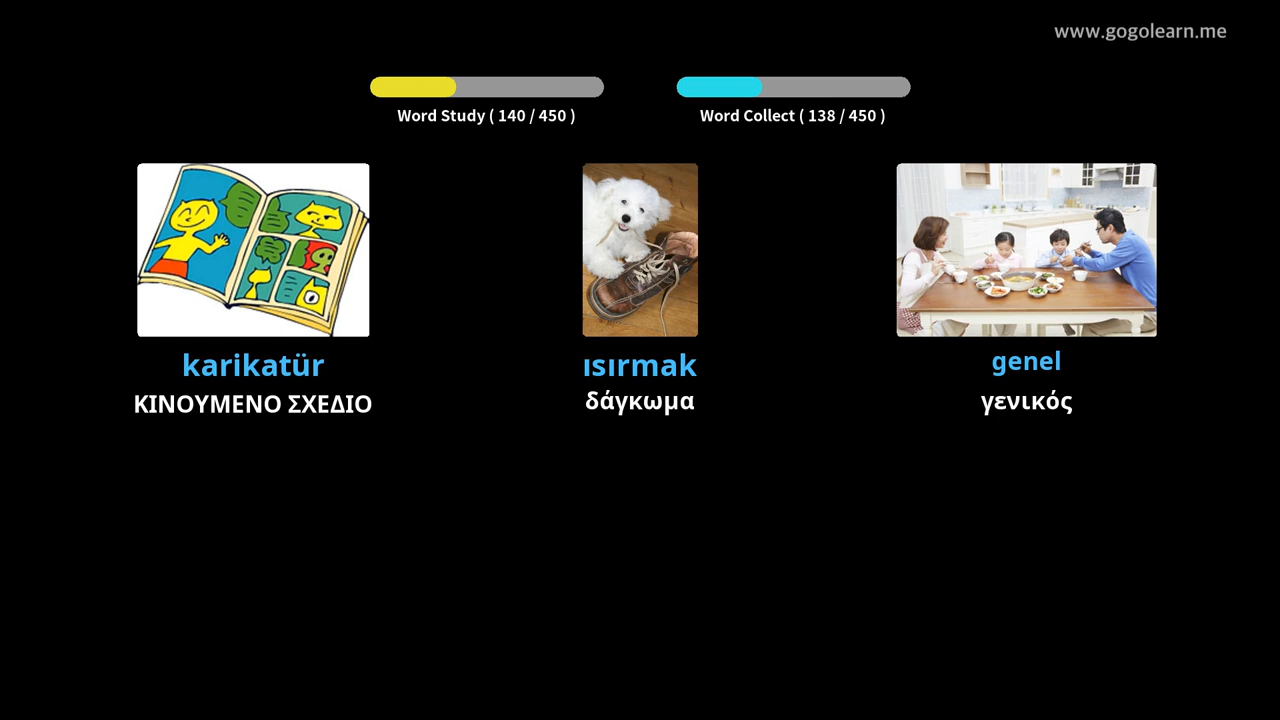 www.gogolearn.me
Word Study ( 140 / 450 )
Word Collect ( 138 / 450 )
karikatür
ısırmak
genel
ΚΙΝΟΥΜΕΝΟ ΣΧΕΔΙΟ
δάγκωμα
γενικός